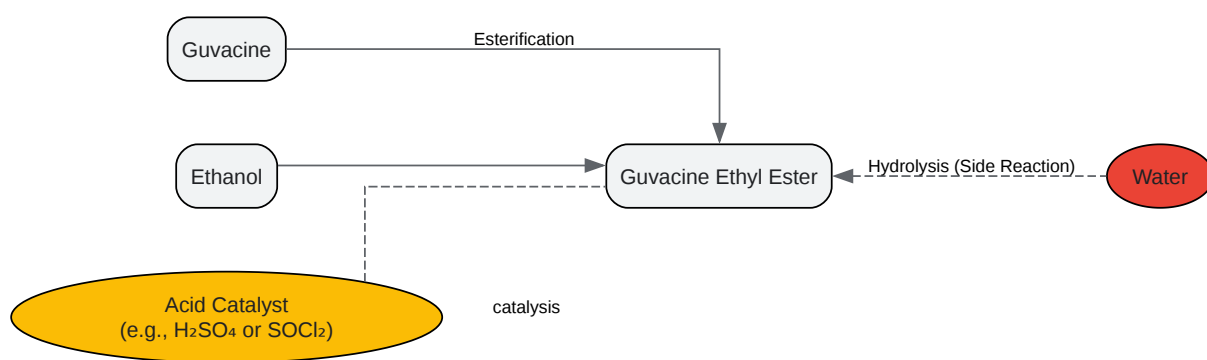 Guvacine
Esterification
Ethanol
Guvacine Ethyl Ester
Hydrolysis (Side Reaction)
Water
Acid Catalyst
(e.g., H₂SO₄ or SOCl₂)
catalysis